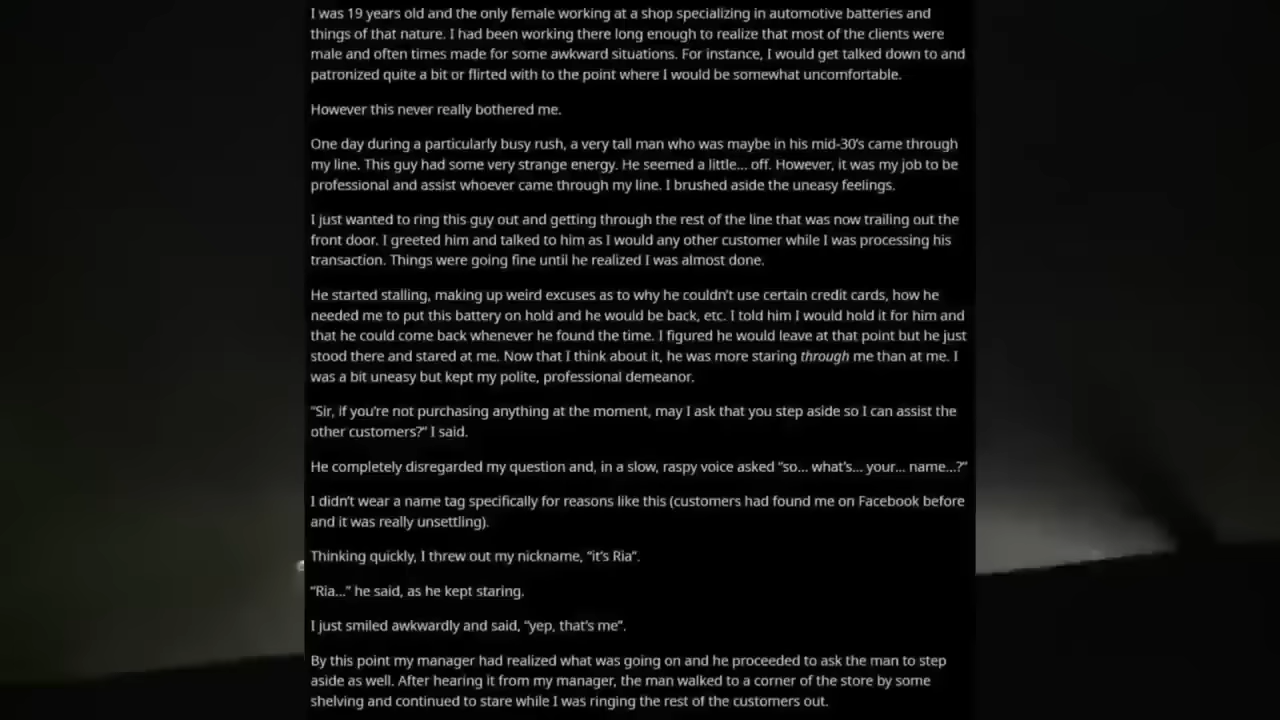 I was 19 years old and the only female working at a shop specializing in automotive batteries and
things of that nature. I had been working there long enough to realize that most of the clients were
male and often times made for some awkward situations. For instance, I would get talked down to and
patronized quite a bit or flirted with to the point where I would be somewhat uncomfortable.
However this never really bothered me.
One day during a particularly busy rush, a very tall man who was maybe in his mid-30's came through
my line. This guy had some very strange energy. He seemed a little... off. However, it was my job to be
professional and assist whoever came through my line. I brushed aside the uneasy feelings.
I just wanted to ring this guy out and getting through the rest of the line that was now trailing out the
front door. I greeted him and talked to him as I would any other customer while I was processing his
transaction. Things were going fine until he realized I was almost done.
He started stalling, making up weird excuses as to why he couldn't use certain credit cards, how he
needed me to put this battery on hold and he would be back, etc. I told him I would hold it for him and
that he could come back whenever he found the time. I figured he would leave at that point but he just
stood there and stared at me. Now that I think about it, he was more staring through me than at me. I
was a bit uneasy but kept my polite, professional demeanor.
"Sir, if you're not purchasing anything at the moment, may I ask that you step aside so I can assist the
other customers?" I said.
He completely disregarded my question and, in a slow, raspy voice asked "so... what's... your... name...?"
I didn't wear a name tag specifically for reasons like this (customers had found me on Facebook before
and it was really unsettling).
Thinking quickly, I threw out my nickname, "it's Ria".
"Ria..." he said, as he kept staring.
I just smiled awkwardly and said, "yep, that's me".
By this point my manager had realized what was going on and he proceeded to ask the man to step
aside as well. After hearing it from my manager, the man walked to a corner of the store by some
shelving and continued to stare while I was ringing the rest of the customers out.